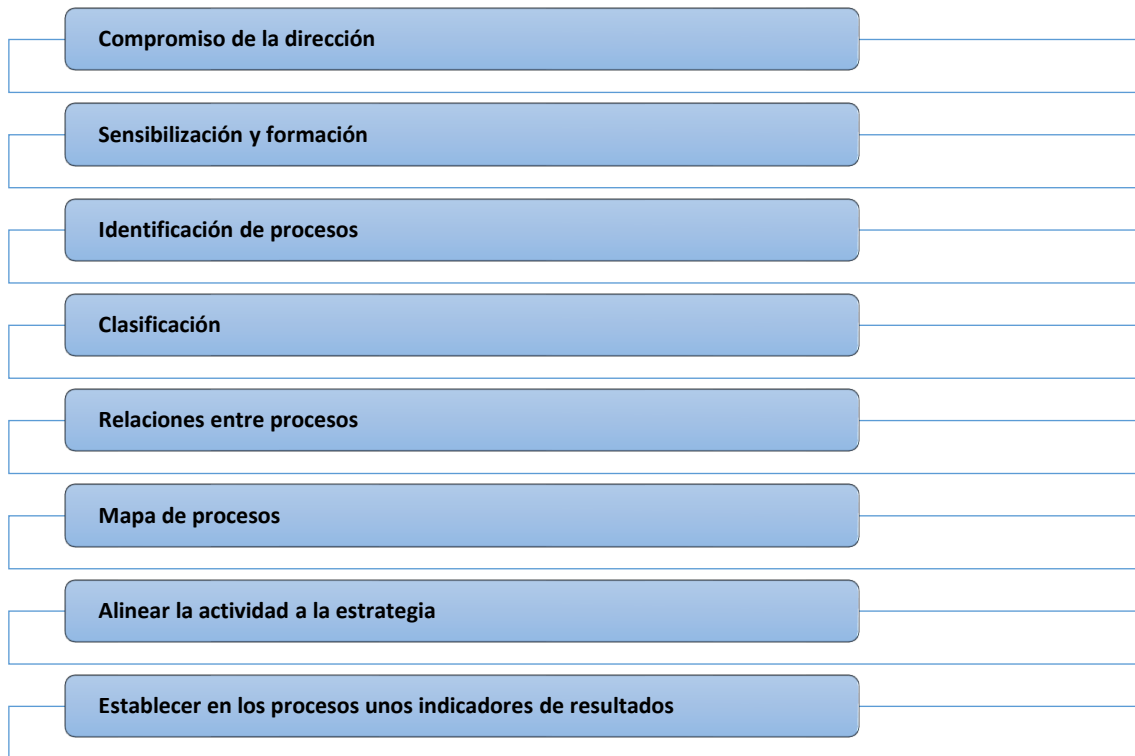 Compromiso de la dirección
Sensibilización y formación
Identificación de procesos
Clasificación
Relaciones entre procesos
Mapa de procesos
Alinear la actividad a la estrategia
Establecer en los procesos unos indicadores de resultados